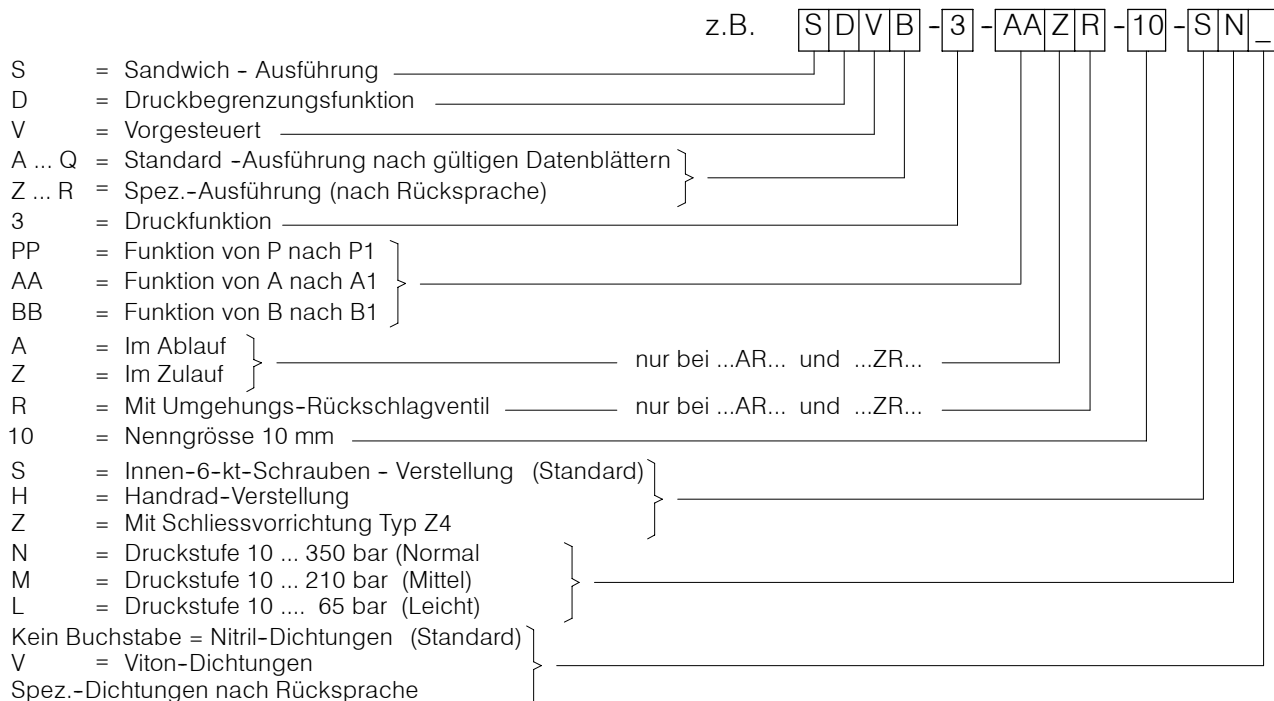 z.B. SDVB-3-AAZR-10-SN_
S = Sandwich - Ausführung
D = Druckbegrenzungsfunktion
V = Vorgesteuert
A ... Q = Standard -Ausführung nach gültigen Datenblättern
Z ... R = Spez.-Ausführung (nach Rücksprache)
3 = Druckfunktion
PP = Funktion von P nach P1
AA = Funktion von A nach A1
BB = Funktion von B nach B1
A = Im Ablauf
nur bei ...AR... und ...ZR...
Z = Im Zulauf
R = Mit Umgehungs-Rückschlagventil nur bei ...AR... und ...ZR...
10 = Nenngrösse 10 mm
S = Innen-6-kt-Schrauben - Verstellung (Standard)
H = Handrad-Verstellung
Z = Mit Schliessvorrichtung Typ Z4
N = Druckstufe 10 ... 350 bar (Normal
M = Druckstufe 10 ... 210 bar (Mittel)
L = Druckstufe 10 .... 65 bar (Leicht)
Kein Buchstabe = Nitril-Dichtungen (Standard)
V = Viton-Dichtungen
Spez.-Dichtungen nach Rücksprache